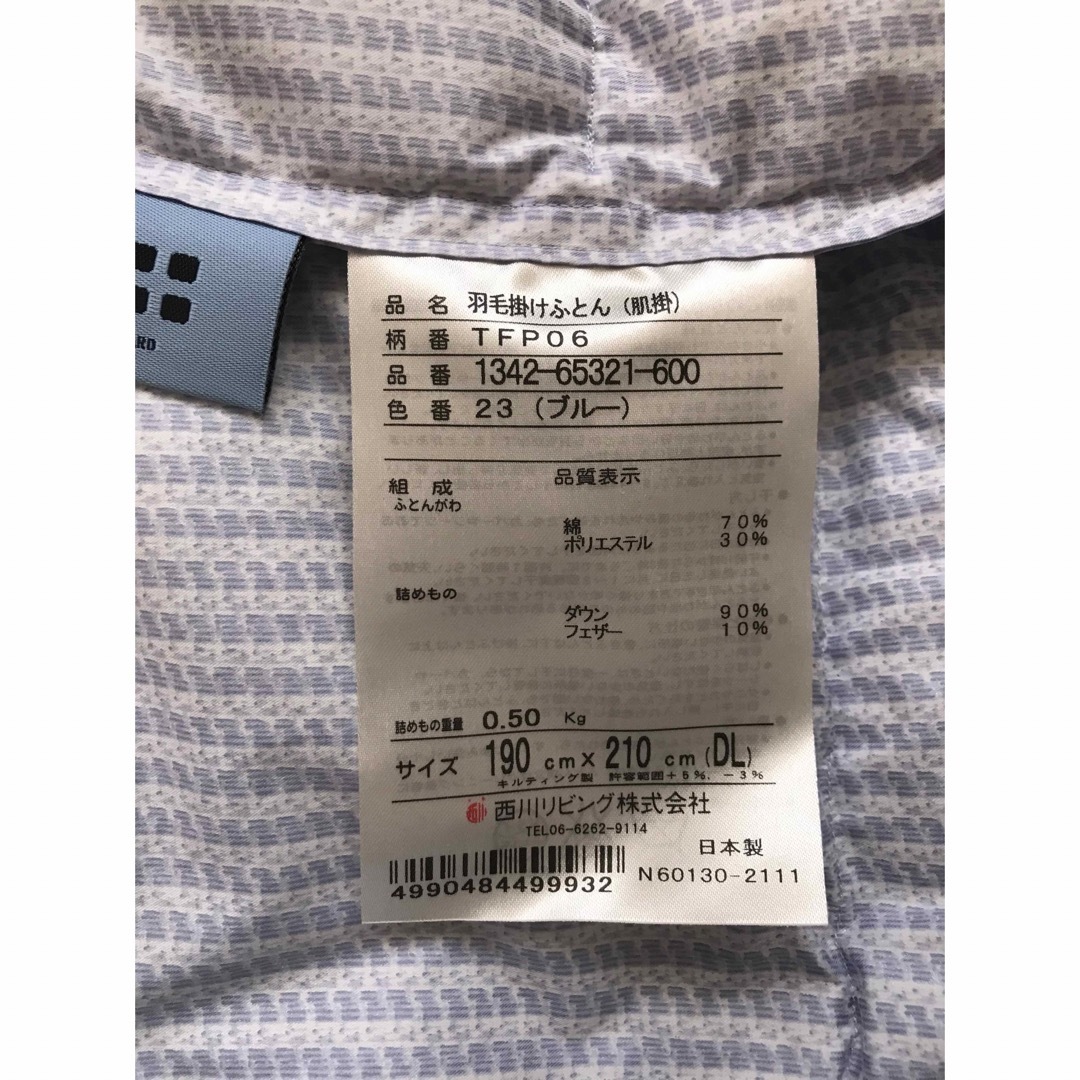 品名 羽毛掛けふとん(肌掛)
柄番 TFP06
品番 1342-65321-600
色番 23 (ブルー)
品質表示
組成
ふとんがわ
綿 70%
ポリエステル 30%
詰めもの
ダウン 90%
フェザー 10%
詰めもの重量 0.50 Kg
サイズ 190cm×210cm(DL)
キルティング製 許容範囲+5%, -3%
西川リビング株式会社
TEL06-6262-9114
日本製
4990484499932
N60130-2111